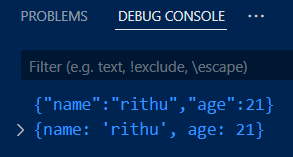 PROBLEMS DEBUG CONSOLE
Filter (e.g. text, !exclude, \escape)
{"name":"rithu","age":21}
{name: 'rithu', age: 21}